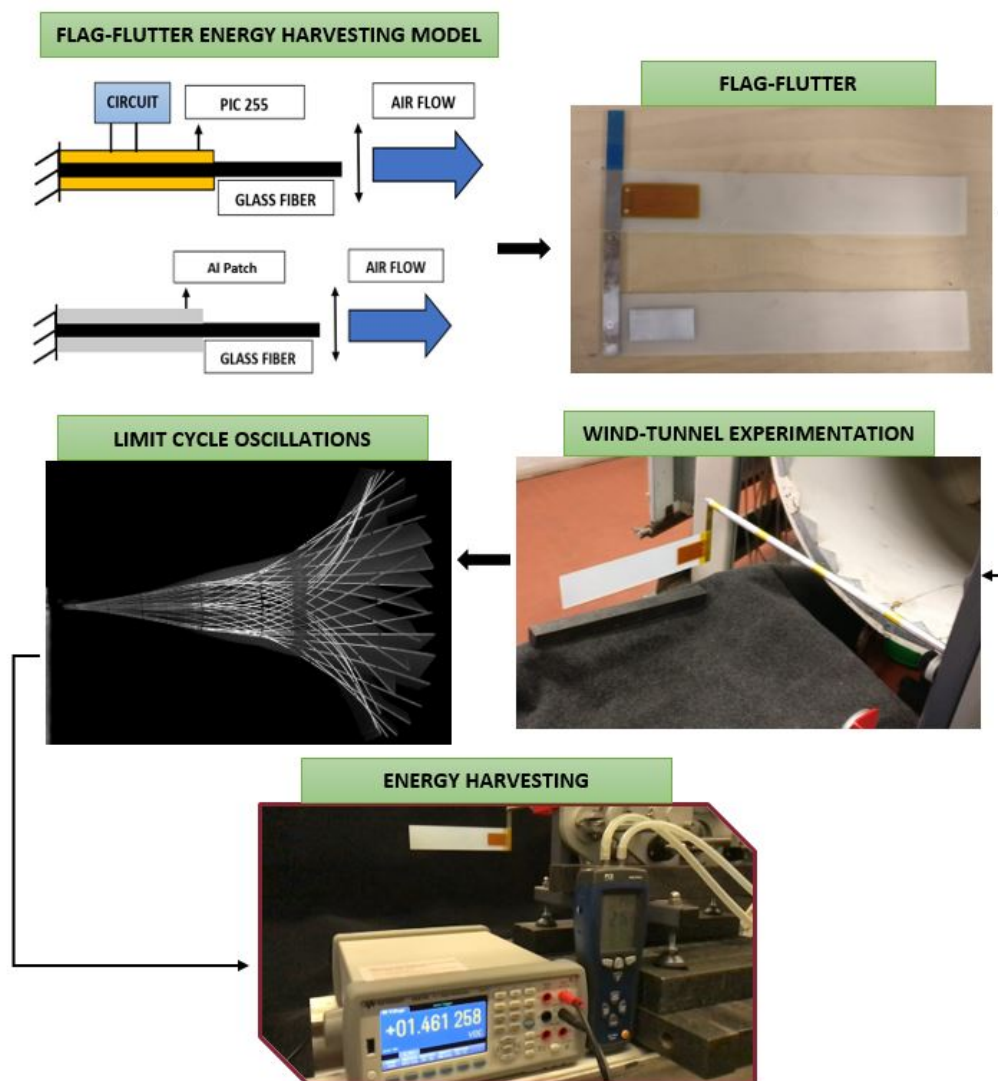 FLAG-FLUTTER ENERGY HARVESTING MODEL
CIRCUIT
PIC 255
AIR FLOW
GLASS FIBER
Al Patch
AIR FLOW
GLASS FIBER
FLAG-FLUTTER
LIMIT CYCLE OSCILLATIONS
WIND-TUNNEL EXPERIMENTATION
ENERGY HARVESTING
+01.461 258
VDC